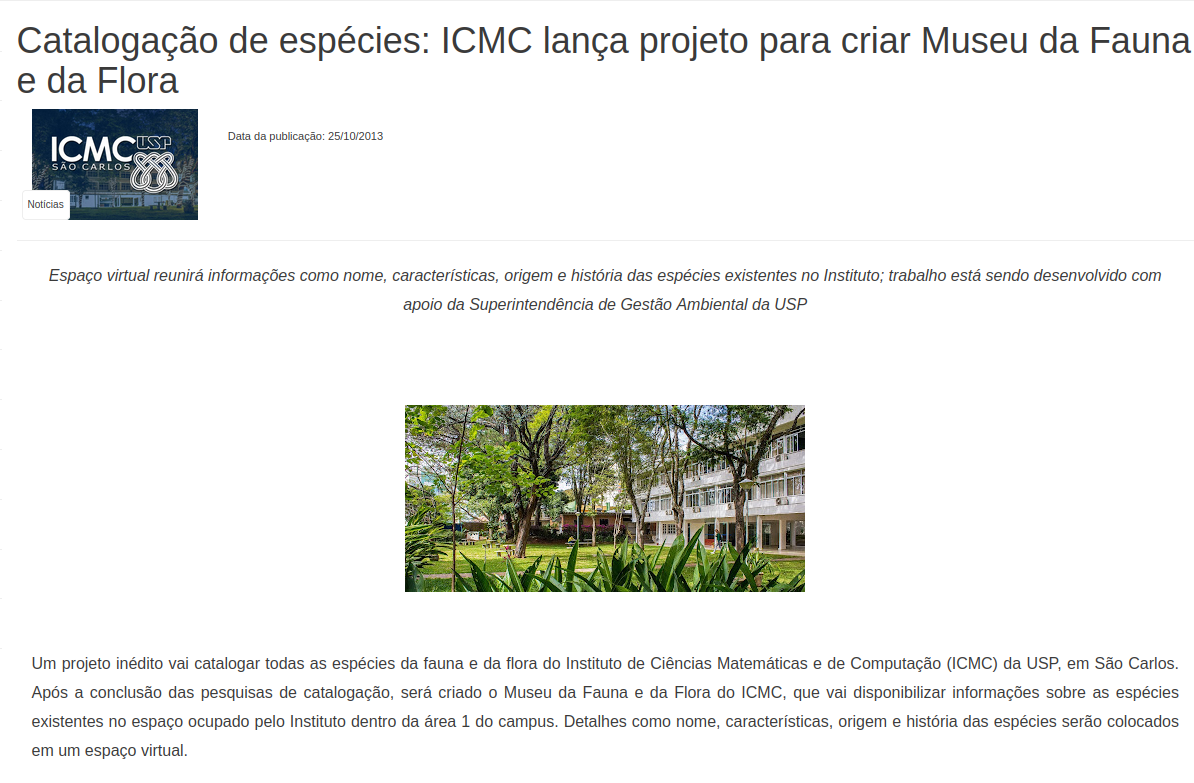 Catalogação de espécies: ICMC lança projeto para criar Museu da Fauna
e da Flora
ICMC USP
SÃO CARLOS
Notícias
Data da publicação: 25/10/2013
Espaço virtual reunirá informações como nome, características, origem e história das espécies existentes no Instituto; trabalho está sendo desenvolvido com
apoio da Superintendência de Gestão Ambiental da USP
Um projeto inédito vai catalogar todas as espécies da fauna e da flora do Instituto de Ciências Matemáticas e de Computação (ICMC) da USP, em São Carlos.
Após a conclusão das pesquisas de catalogação, será criado o Museu da Fauna e da Flora do ICMC, que vai disponibilizar informações sobre as espécies
existentes no espaço ocupado pelo Instituto dentro da área 1 do campus. Detalhes como nome, características, origem e história das espécies serão colocados
em um espaço virtual.